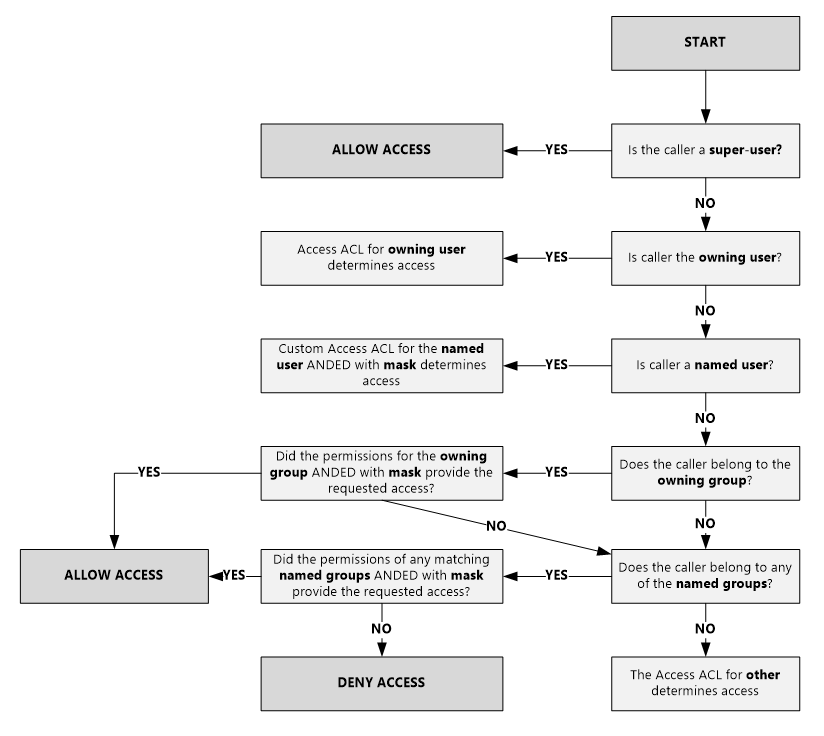 START
ALLOW ACCESS
YES
Is the caller a super-user?
NO
Access ACL for owning user
determines access
YES
Is caller the owning user?
NO
Custom Access ACL for the named
user ANDED with mask determines
access
YES
Is caller a named user?
NO
YES
Did the permissions for the owning
group ANDED with mask provide the
requested access?
YES
Does the caller belong to the
owning group?
NO
NO
ALLOW ACCESS
YES
Did the permissions of any matching
named groups ANDED with mask
provide the requested access?
YES
Does the caller belong to any
of the named groups?
NO
NO
DENY ACCESS
The Access ACL for other
determines access